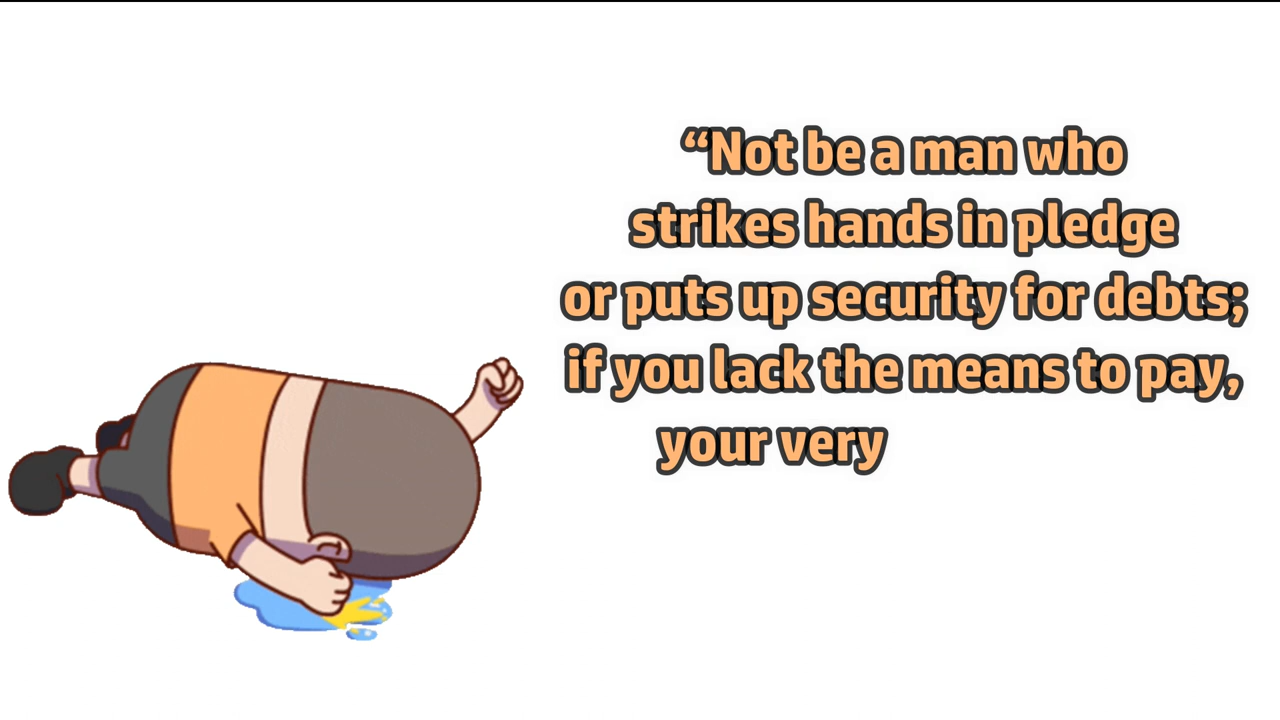 “Not be a man who
strikes hands in pledge
or puts up security for debts;
if you lack the means to pay,
your very